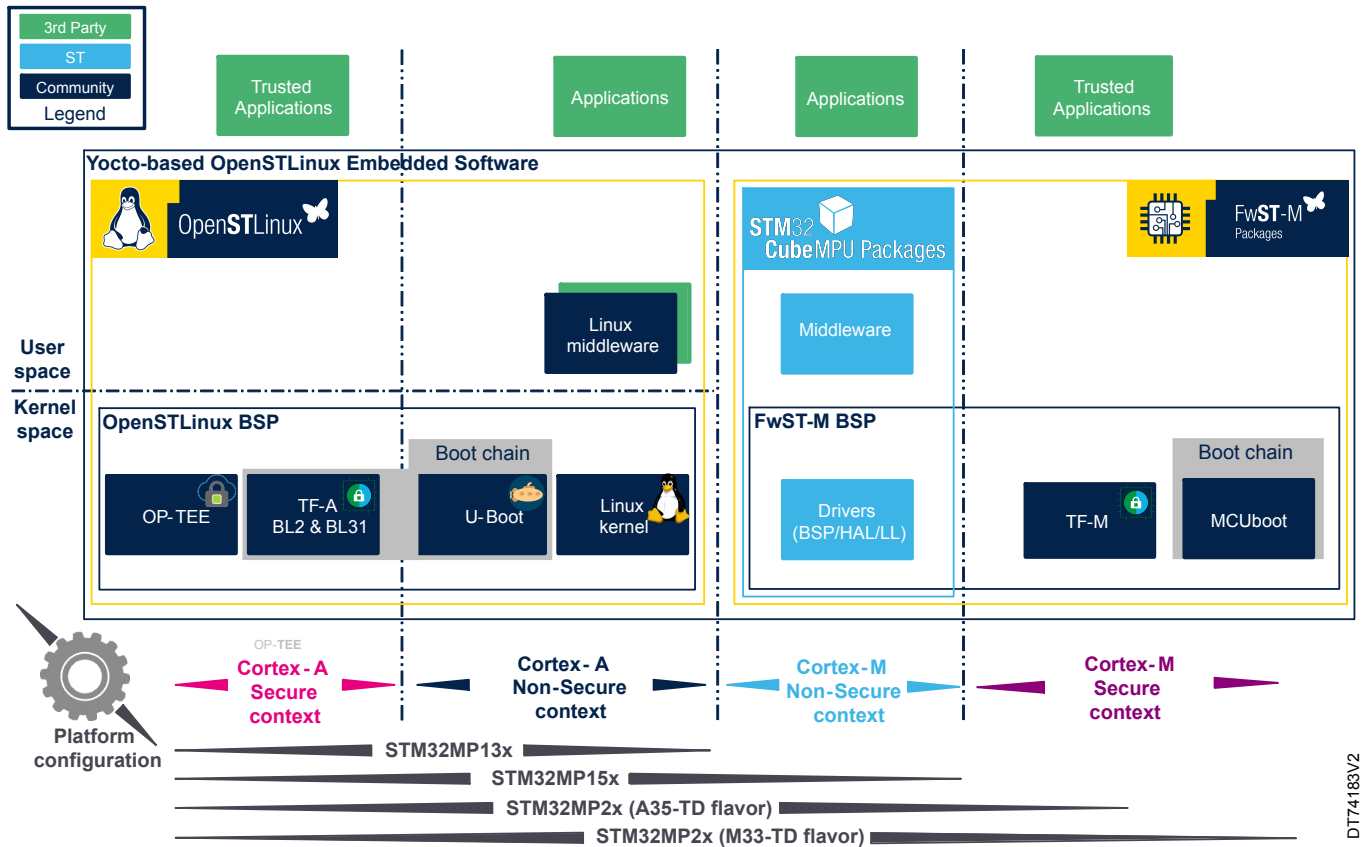 3rd Party
ST
Community
Legend
Trusted
Applications
Applications
Applications
Trusted
Applications
Yocto-based OpenSTLinux Embedded Software
OpenSTLinux
STM32
CubeMPU Packages
FwST-M
Packages
Linux
middleware
Middleware
User
space
Kernel
space
OpenSTLinux BSP
FwST-M BSP
Boot chain
Boot chain
OP-TEE
TF-A
BL2 & BL31
U-Boot
Linux
kernel
Drivers
(BSP/HAL/LL)
TF-M
MCUboot
OP-TEE
Cortex-A
Secure
context
Cortex-A
Non-Secure
context
Cortex-M
Non-Secure
context
Cortex-M
Secure
context
Platform
configuration
STM32MP13x
STM32MP15x
STM32MP2x (A35-TD flavor)
STM32MP2x (M33-TD flavor)
DT74183V2